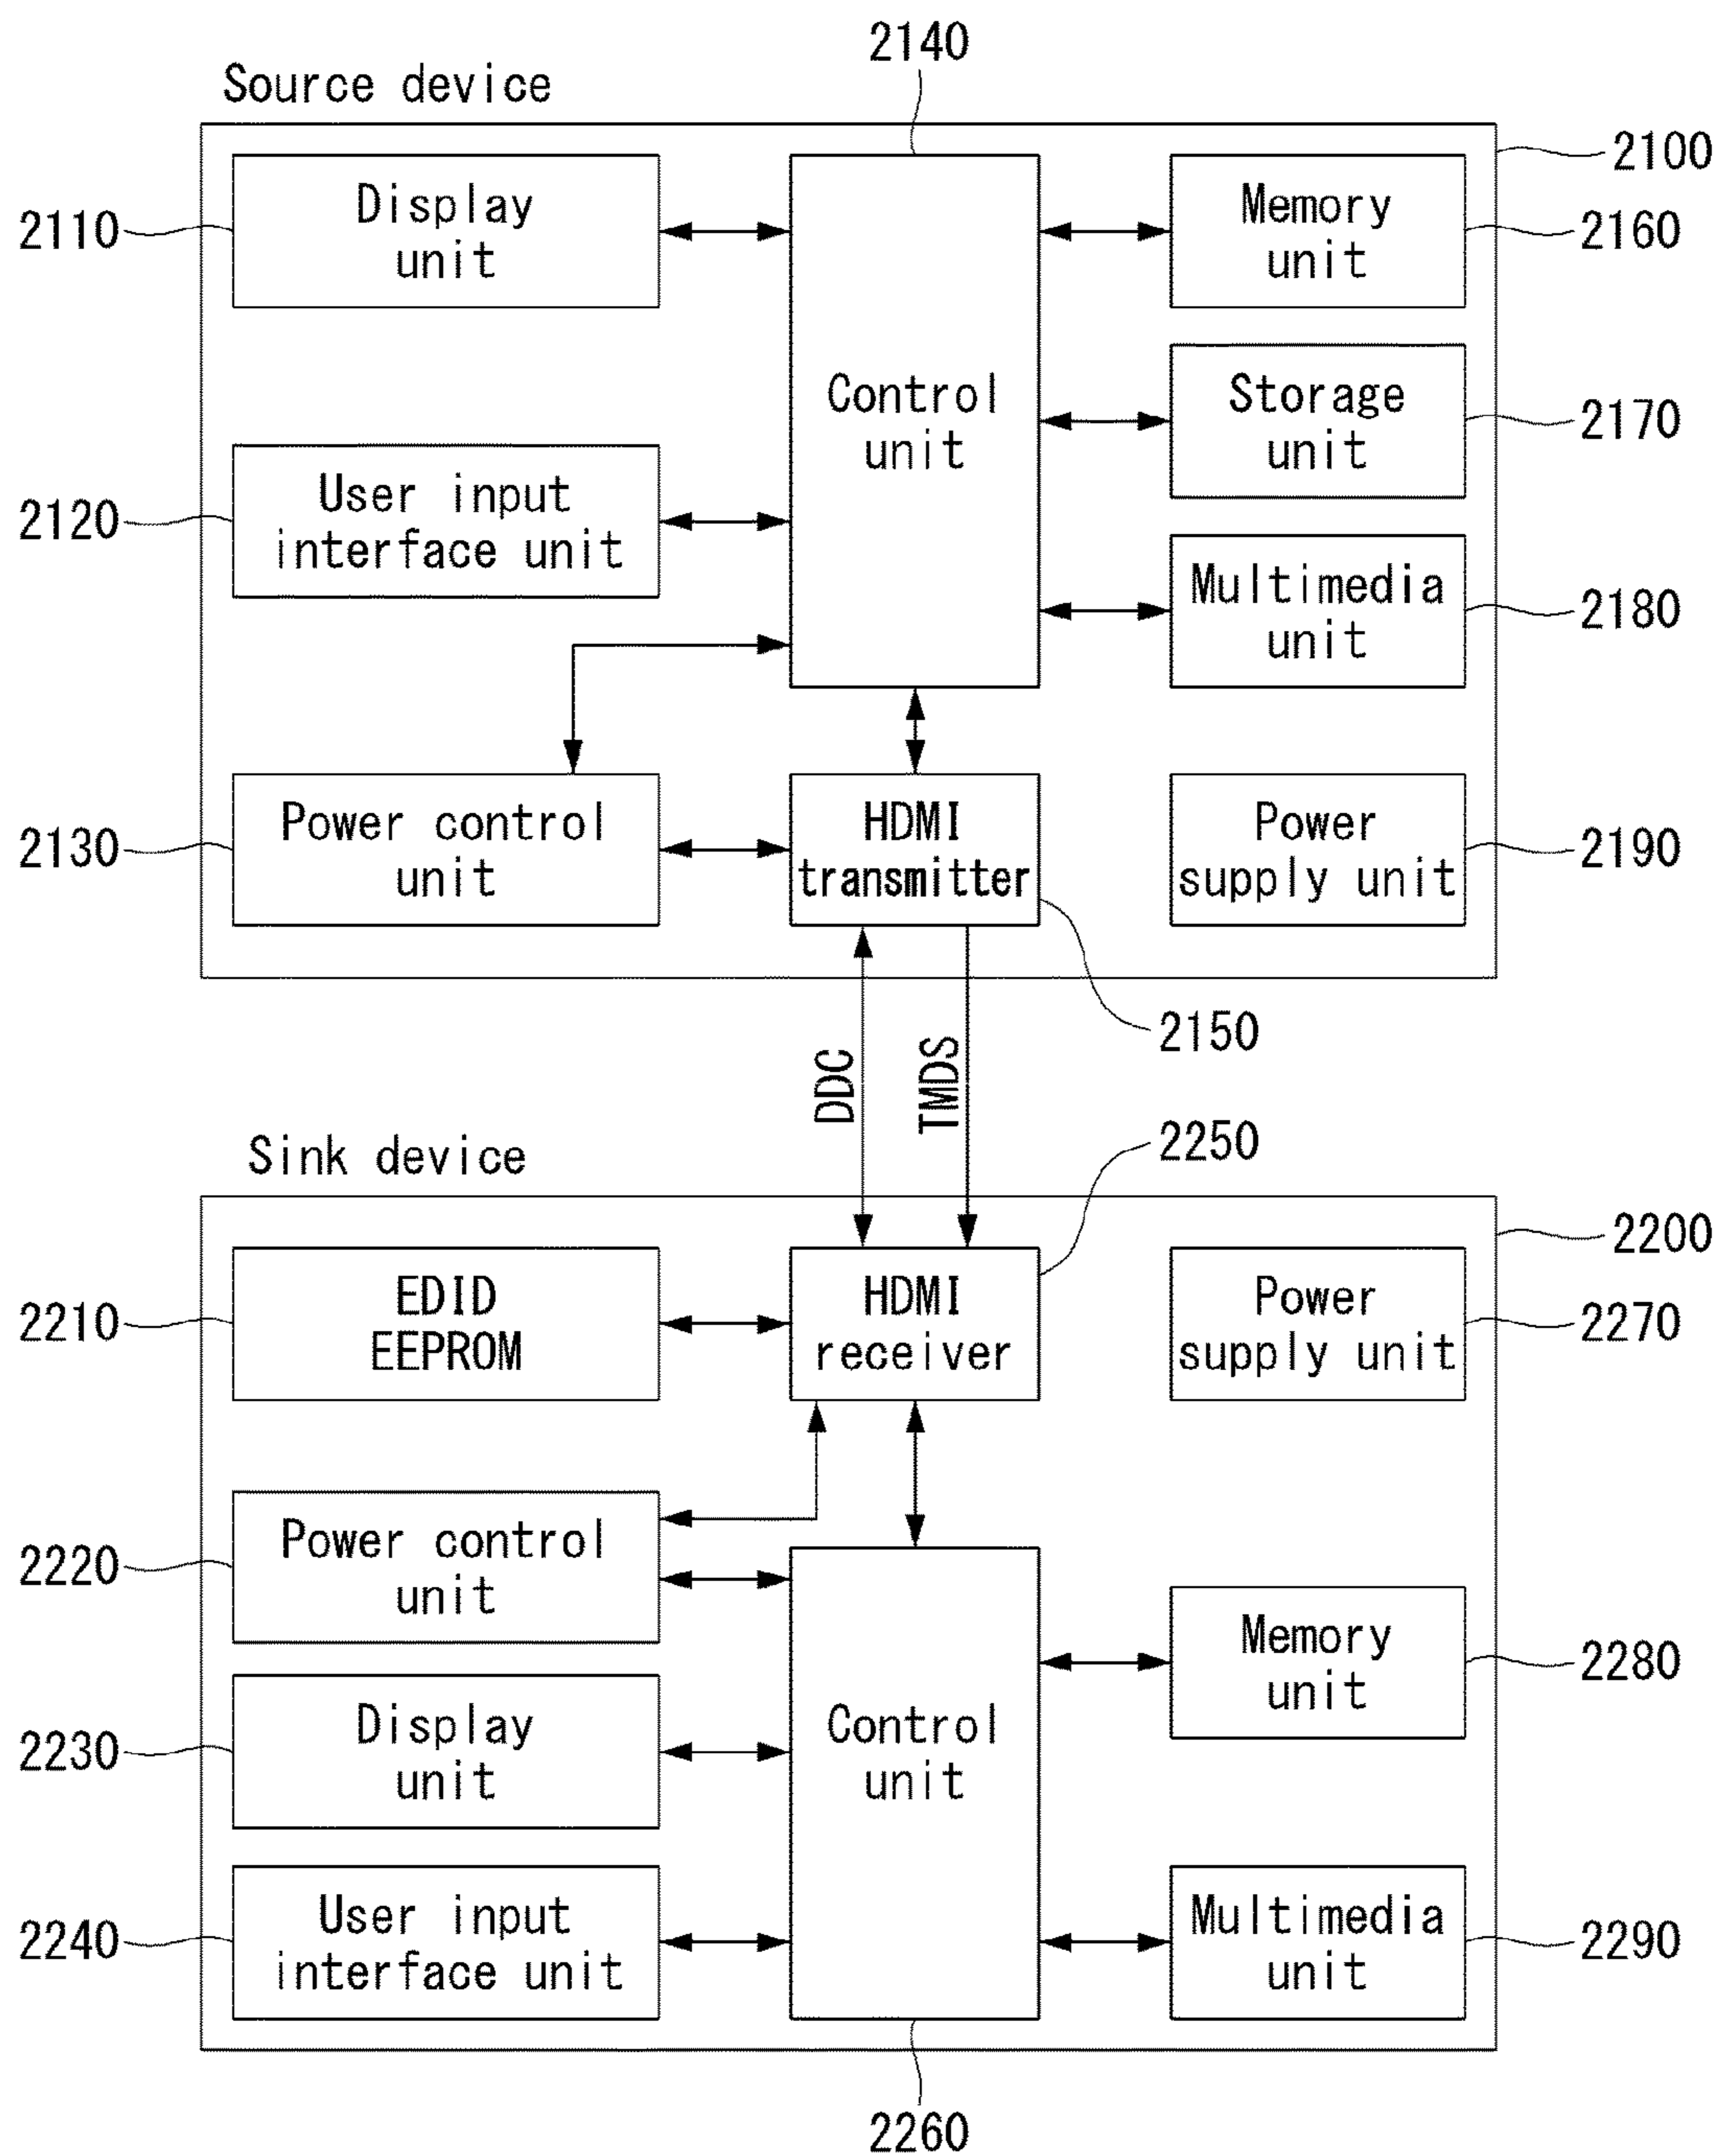 2140
Source device
2100
Display
unit
2110
Control
unit
Memory
unit
2160
Storage
unit
2170
User input
interface unit
2120
Multimedia
unit
2180
Power control
unit
2130
HDMI
transmitter
Power
supply unit
2190
2150
DDC
TMDS
Sink device
2250
2200
EDID
EEPROM
2210
HDMI
receiver
Power
supply unit
2270
Power control
unit
2220
Memory
unit
2280
Display
unit
2230
Control
unit
User input
interface unit
2240
Multimedia
unit
2290
2260